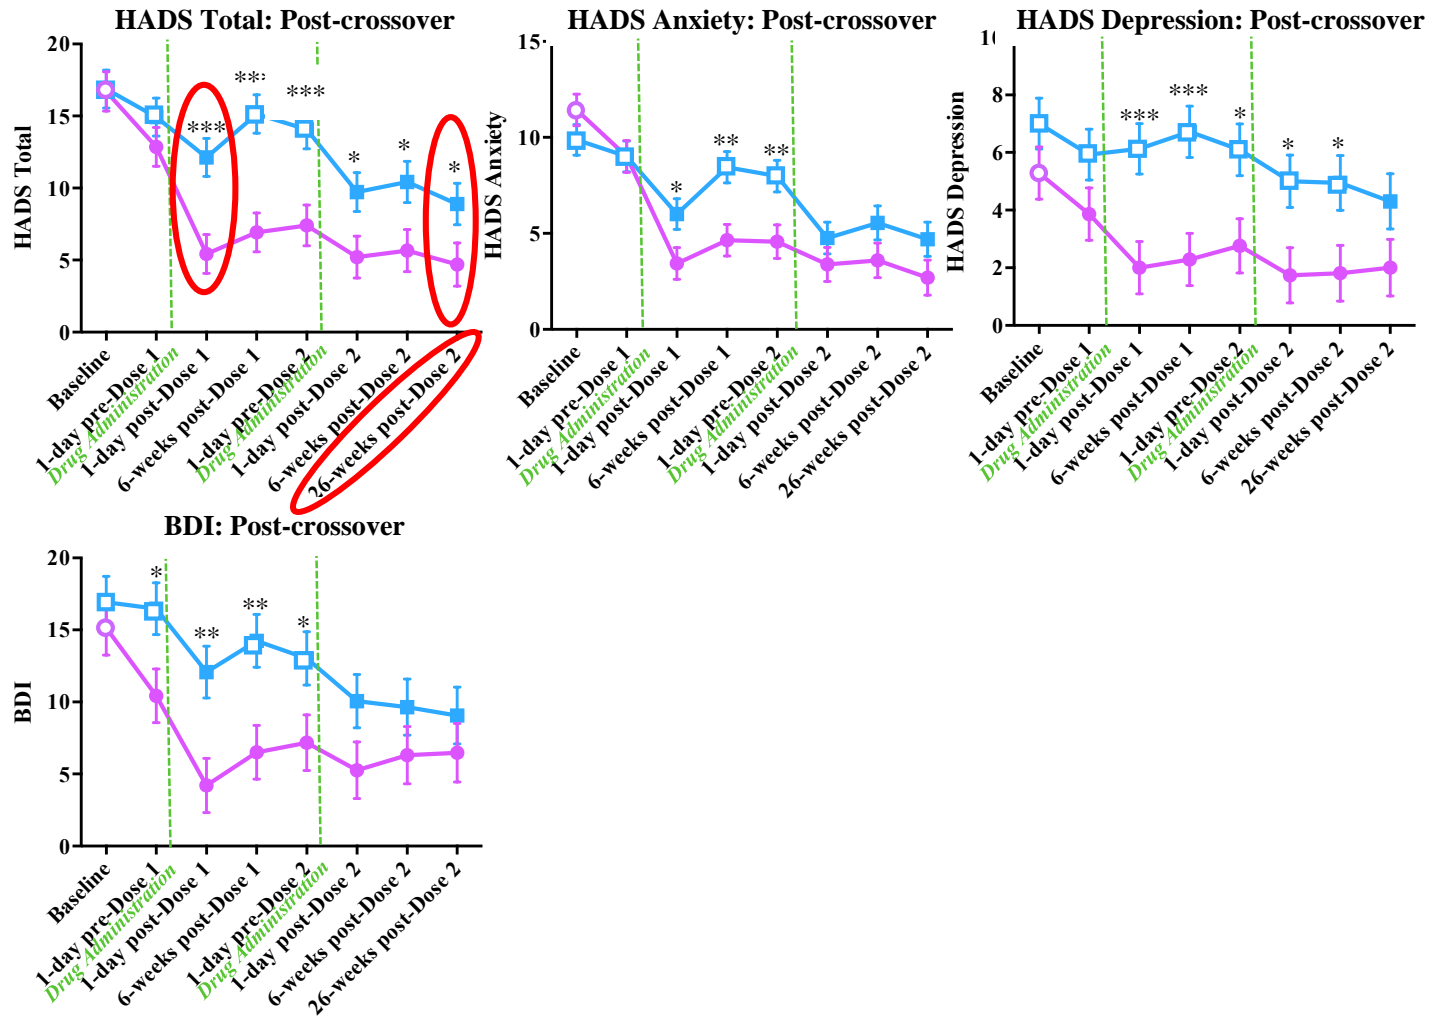 HADS Total: Post-crossover
HADS Total
20
15
10
5
0
***
***
***
*
*
*
Baseline
1-day pre-Dose 1
Drug Administration
1-day post-Dose 1
6-weeks post-Dose 1
1-day pre-Dose 2
Drug Administration
1-day post-Dose 2
6-weeks post-Dose 2
26-weeks post-Dose 2
HADS Anxiety: Post-crossover
HADS Anxiety
15
10
5
0
*
**
**
Baseline
1-day pre-Dose 1
Drug Administration
1-day post-Dose 1
6-weeks post-Dose 1
1-day pre-Dose 2
Drug Administration
1-day post-Dose 2
6-weeks post-Dose 2
26-weeks post-Dose 2
HADS Depression: Post-crossover
HADS Depression
8
6
4
2
0
***
***
*
*
*
Baseline
1-day pre-Dose 1
Drug Administration
1-day post-Dose 1
6-weeks post-Dose 1
1-day pre-Dose 2
Drug Administration
1-day post-Dose 2
6-weeks post-Dose 2
26-weeks post-Dose 2
BDI: Post-crossover
BDI
20
15
10
5
0
*
**
**
*
Baseline
1-day pre-Dose 1
Drug Administration
1-day post-Dose 1
6-weeks post-Dose 1
1-day pre-Dose 2
Drug Administration
1-day post-Dose 2
6-weeks post-Dose 2
26-weeks post-Dose 2